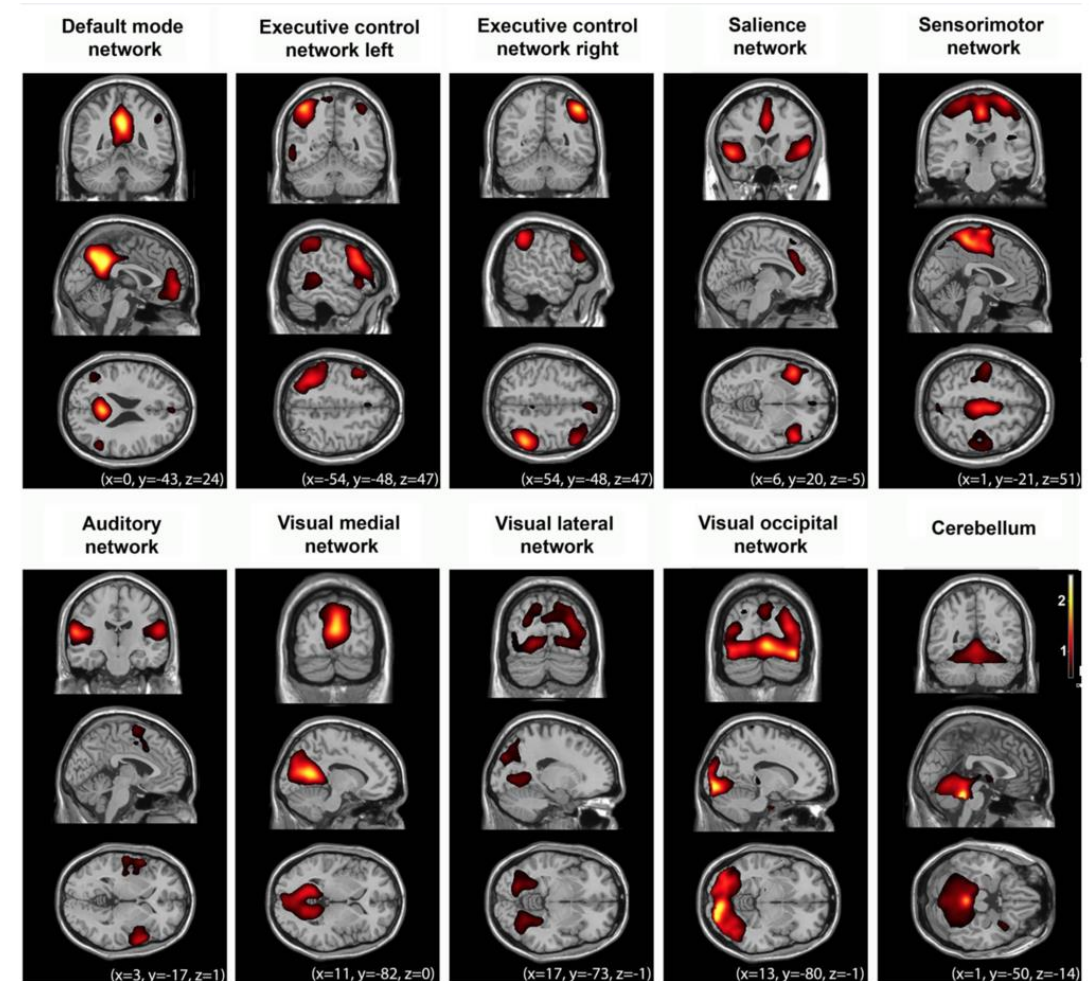 Default mode
network
Executive control
network left
Executive control
network right
Salience
network
Sensorimotor
network
(x=0, y=-43, z=24)
(x=-54, y=-48, z=47)
(x=54, y=-48, z=47)
(x=6, y=20, z=-5)
(x=1, y=-21, z=51)
Auditory
network
Visual medial
network
Visual lateral
network
Visual occipital
network
Cerebellum
2
1
(x=3, y=-17, z=1)
(x=11, y=-82, z=0)
(x=17, y=-73, z=-1)
(x=13, y=-80, z=-1)
(x=1, y=-50, z=-14)